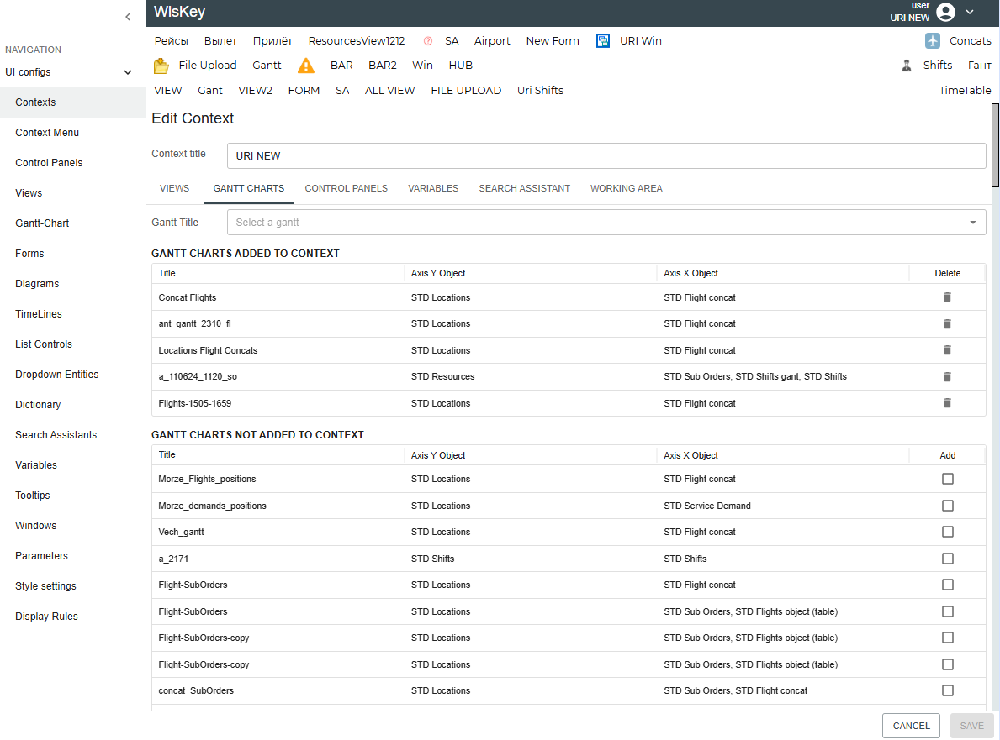 WisKey
user
URI NEW
NAVIGATION
UI configs
Contexts
Context Menu
Control Panels
Views
Gantt-Chart
Forms
Diagrams
TimeLines
List Controls
Dropdown Entities
Dictionary
Search Assistants
Variables
Tooltips
Windows
Parameters
Style settings
Display Rules
Рейсы Вылет Прилёт ResourcesView1212 SA Airport New Form URI Win Concats
File Upload Gantt BAR BAR2 Win HUB Shifts Гант
VIEW Gant VIEW2 FORM SA ALL VIEW FILE UPLOAD Uri Shifts TimeTable
Edit Context
Context title URI NEW
VIEWS GANTT CHARTS CONTROL PANELS VARIABLES SEARCH ASSISTANT WORKING AREA
Gantt Title Select a gantt
GANTT CHARTS ADDED TO CONTEXT
Title Axis Y Object Axis X Object Delete
Concat Flights STD Locations STD Flight concat
ant_gantt_2310_fl STD Locations STD Flight concat
Locations Flight Concats STD Locations STD Flight concat
a_110624_1120_so STD Resources STD Sub Orders, STD Shifts gant, STD Shifts
Flights-1505-1659 STD Locations STD Flight concat
GANTT CHARTS NOT ADDED TO CONTEXT
Title Axis Y Object Axis X Object Add
Morze_Flights_positions STD Locations STD Flight concat
Morze_demands_positions STD Locations STD Service Demand
Vech_gantt STD Locations STD Flight concat
a_2171 STD Shifts STD Shifts
Flight-SubOrders STD Locations STD Flight concat
Flight-SubOrders STD Locations STD Sub Orders, STD Flights object (table)
Flight-SubOrders-copy STD Locations STD Sub Orders, STD Flights object (table)
Flight-SubOrders-copy STD Locations STD Sub Orders, STD Flights object (table)
concat_SubOrders STD Locations STD Sub Orders, STD Flight concat
CANCEL SAVE